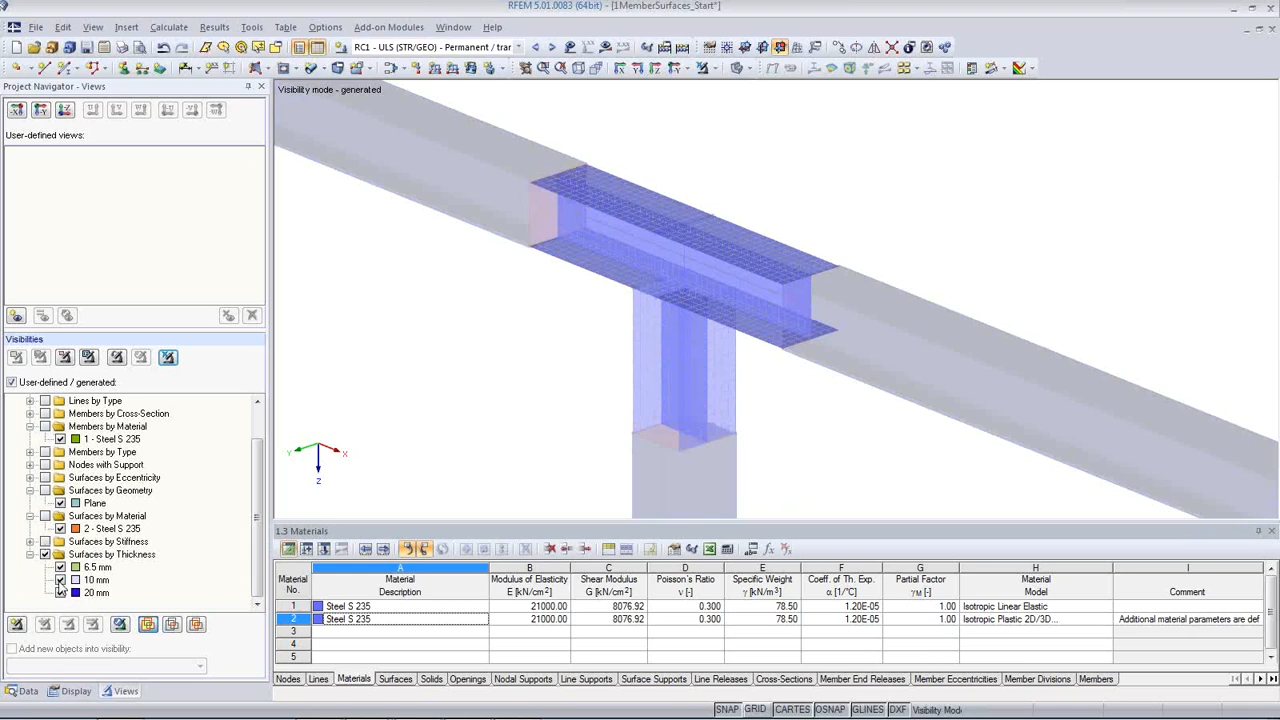 RFEM 5.01.0083 (64bit) - [1MemberSurfaces_Start*]
File Edit View Insert Calculate Results Tools Table Options Add-on Modules Window Help
RC1 - ULS (STR/GEO) - Permanent / tran
Project Navigator - Views
Visibility mode - generated
User-defined views:
Visibilities
User-defined / generated:
Lines by Type
Members by Cross-Section
Members by Material
1 - Steel S 235
Members by Type
Nodes with Support
Surfaces by Eccentricity
Surfaces by Geometry
Plane
Surfaces by Material
2 - Steel S 235
Surfaces by Stiffness
Surfaces by Thickness
6.5 mm
10 mm
20 mm
Add new objects into visibility:
Data Display Views
X
Y
Z
1.3 Materials
A B C D E F G H I
Material Material Modulus of Elasticity Shear Modulus Poisson's Ratio Specific Weight Coeff. of Th. Exp. Partial Factor Material
No. Description E [kN/cm²] G [kN/cm²] ν [-] γ [kN/m³] α [1/°C] γM [-] Model Comment
1 Steel S 235 21000.00 8076.92 0.300 78.50 1.20E-05 1.00 Isotropic Linear Elastic
2 Steel S 235 21000.00 8076.92 0.300 78.50 1.20E-05 1.00 Isotropic Plastic 2D/3D... Additional material parameters are def
3
4
5
Nodes Lines Materials Surfaces Solids Openings Nodal Supports Line Supports Surface Supports Line Releases Cross-Sections Member End Releases Member Eccentricities Member Divisions Members
SNAP GRID CARTES OSNAP GLINES DXF Visibility Mod